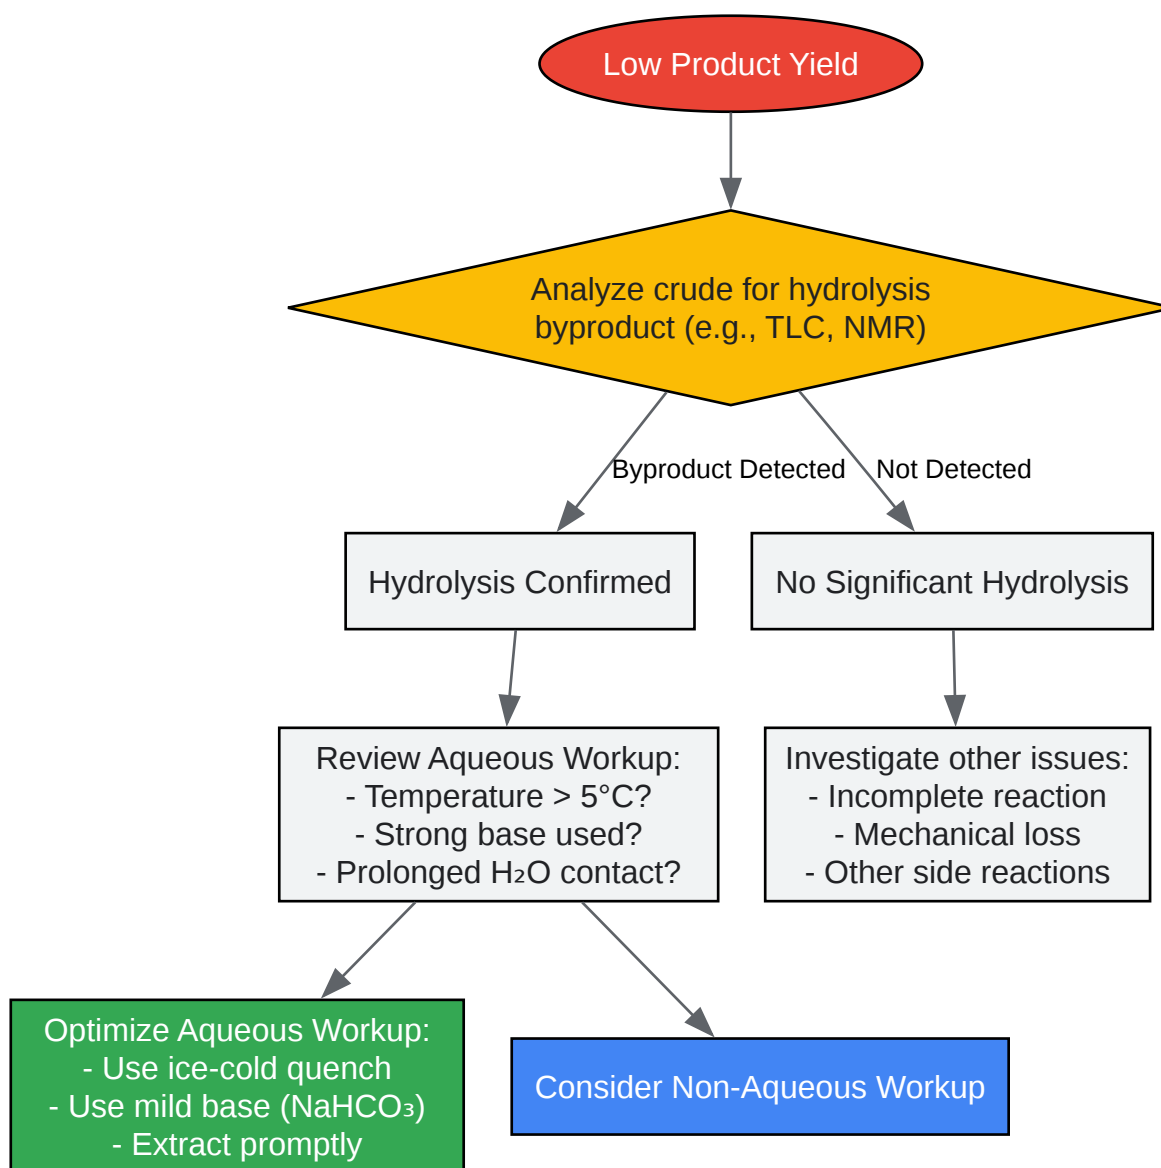 Low Product Yield
Analyze crude for hydrolysis
byproduct (e.g., TLC, NMR)
Byproduct Detected
Not Detected
Hydrolysis Confirmed
No Significant Hydrolysis
Review Aqueous Workup:
- Temperature > 5°C?
- Strong base used?
- Prolonged H₂O contact?
Investigate other issues:
- Incomplete reaction
- Mechanical loss
- Other side reactions
Optimize Aqueous Workup:
- Use ice-cold quench
- Use mild base (NaHCO₃)
- Extract promptly
Consider Non-Aqueous Workup